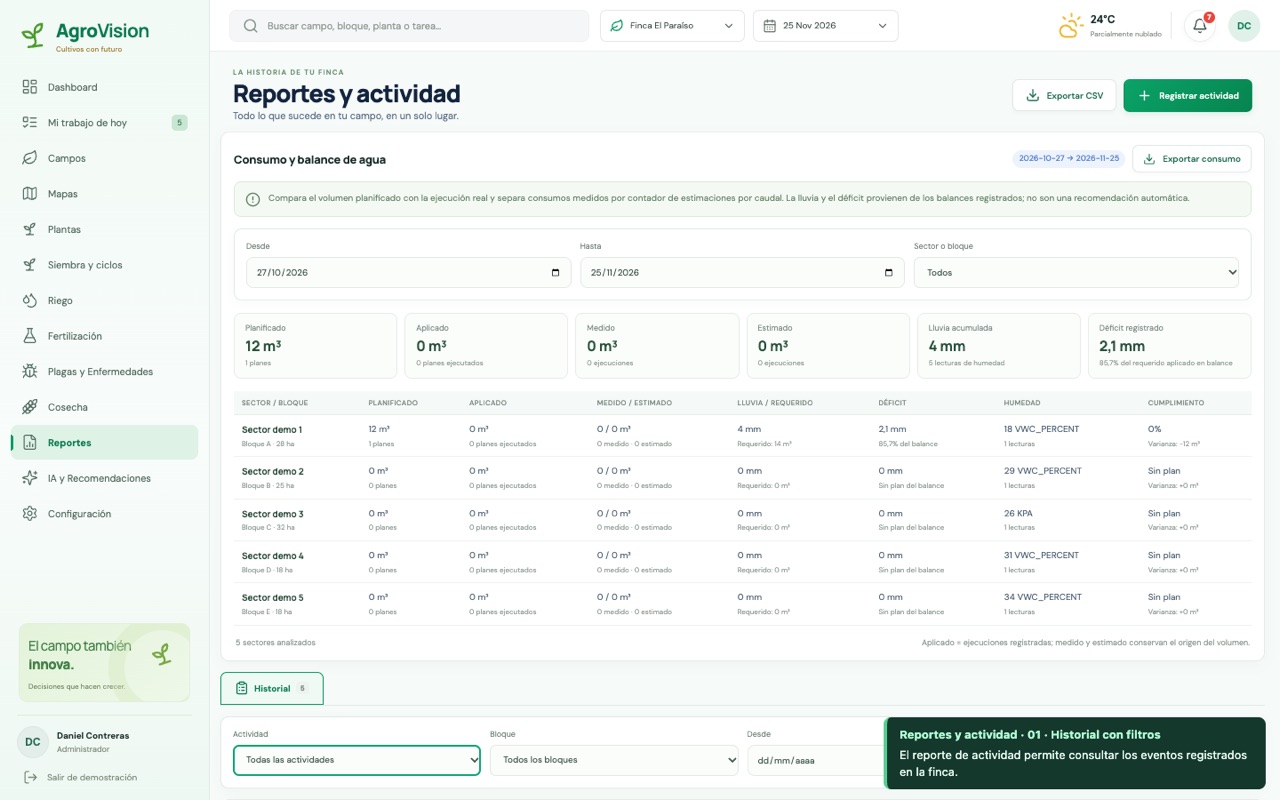 AgroVision
Cultivos con futuro
Dashboard
Mi trabajo de hoy 5
Campos
Mapas
Plantas
Siembra y ciclos
Riego
Fertilización
Plagas y Enfermedades
Cosecha
Reportes
IA y Recomendaciones
Configuración
El campo también
innova.
Decisiones que hacen crecer.
DC
Daniel Contreras
Administrador
Salir de demostración
Buscar campo, bloque, planta o tarea...
Finca El Paraíso
25 Nov 2026
24°C
Parcialmente nublado
7
DC
LA HISTORIA DE TU FINCA
Reportes y actividad
Todo lo que sucede en tu campo, en un solo lugar.
Exportar CSV
Registrar actividad
Consumo y balance de agua
2026-10-27 → 2026-11-25
Exportar consumo
Compara el volumen planificado con la ejecución real y separa consumos medidos por contador de estimaciones por caudal. La lluvia y el déficit provienen de los balances registrados; no son una recomendación automática.
Desde
27/10/2026
Hasta
25/11/2026
Sector o bloque
Todos
Planificado
12 m³
1 planes
Aplicado
0 m³
0 planes ejecutados
Medido
0 m³
0 ejecuciones
Estimado
0 m³
0 ejecuciones
Lluvia acumulada
4 mm
5 lecturas de humedad
Déficit registrado
2,1 mm
85,7% del requerido aplicado en balance
SECTOR / BLOQUE PLANIFICADO APLICADO MEDIDO / ESTIMADO LLUVIA / REQUERIDO DÉFICIT HUMEDAD CUMPLIMIENTO
Sector demo 1 12 m³ 0 m³ 0 / 0 m³ 4 mm 2,1 mm 18 VWC_PERCENT 0%
Bloque A · 28 ha 1 planes 0 planes ejecutados 0 medido · 0 estimado Requerido: 14 m³ 85,7% del balance 1 lecturas Varianza: -12 m³
Sector demo 2 0 m³ 0 m³ 0 / 0 m³ 0 mm 0 mm 29 VWC_PERCENT Sin plan
Bloque B · 25 ha 0 planes 0 planes ejecutados 0 medido · 0 estimado Requerido: 0 m³ Sin plan del balance 1 lecturas Varianza: +0 m³
Sector demo 3 0 m³ 0 m³ 0 / 0 m³ 0 mm 0 mm 26 KPA Sin plan
Bloque C · 32 ha 0 planes 0 planes ejecutados 0 medido · 0 estimado Requerido: 0 m³ Sin plan del balance 1 lecturas Varianza: +0 m³
Sector demo 4 0 m³ 0 m³ 0 / 0 m³ 0 mm 0 mm 31 VWC_PERCENT Sin plan
Bloque D · 18 ha 0 planes 0 planes ejecutados 0 medido · 0 estimado Requerido: 0 m³ Sin plan del balance 1 lecturas Varianza: +0 m³
Sector demo 5 0 m³ 0 m³ 0 / 0 m³ 0 mm 0 mm 34 VWC_PERCENT Sin plan
Bloque E · 18 ha 0 planes 0 planes ejecutados 0 medido · 0 estimado Requerido: 0 m³ Sin plan del balance 1 lecturas Varianza: +0 m³
5 sectores analizados
Aplicado = ejecuciones registradas; medido y estimado conservan el origen del volumen.
Historial 5
Actividad
Todas las actividades
Bloque
Todos los bloques
Desde
dd/mm/aaaa
Reportes y actividad · 01 · Historial con filtros
El reporte de actividad permite consultar los eventos registrados
en la finca.